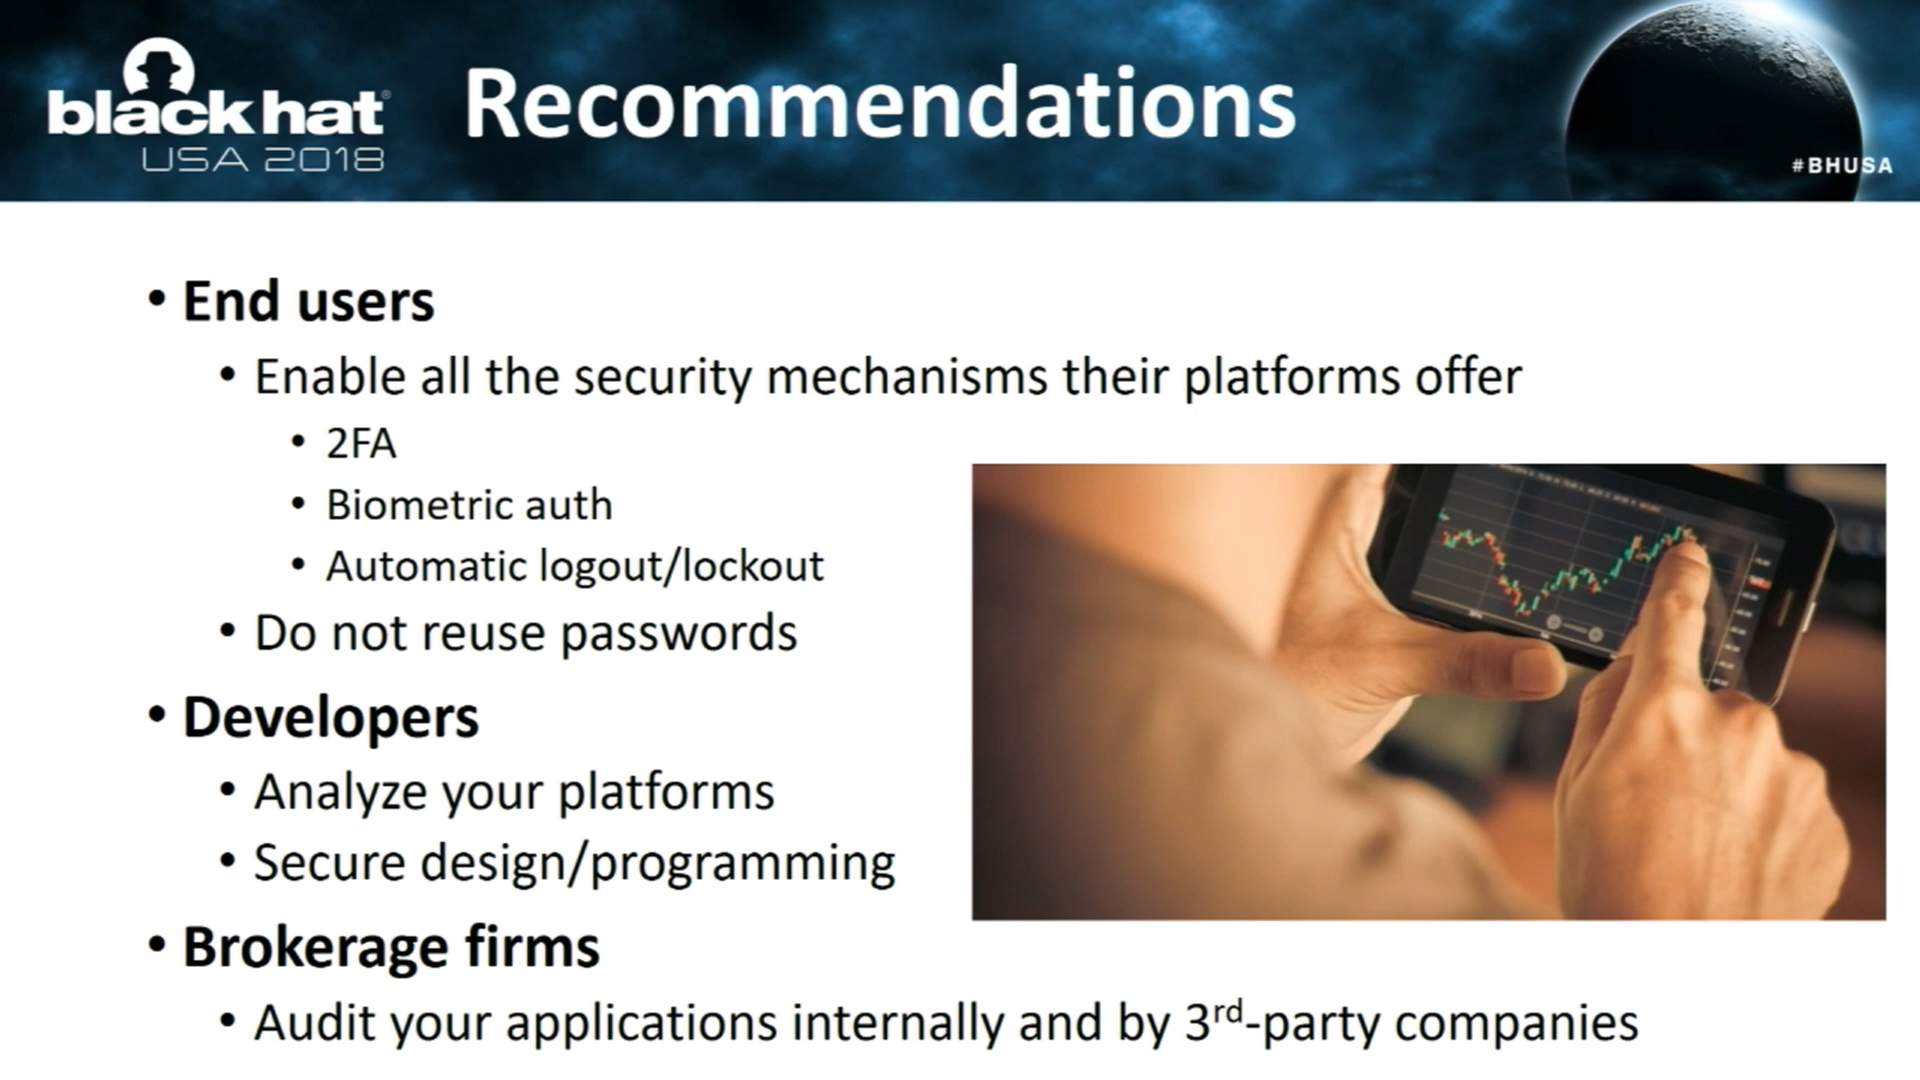 black hat®
USA 2018
Recommendations
#BHUSA
• End users
• Enable all the security mechanisms their platforms offer
• 2FA
• Biometric auth
• Automatic logout/lockout
• Do not reuse passwords
• Developers
• Analyze your platforms
• Secure design/programming
• Brokerage firms
• Audit your applications internally and by 3rd-party companies